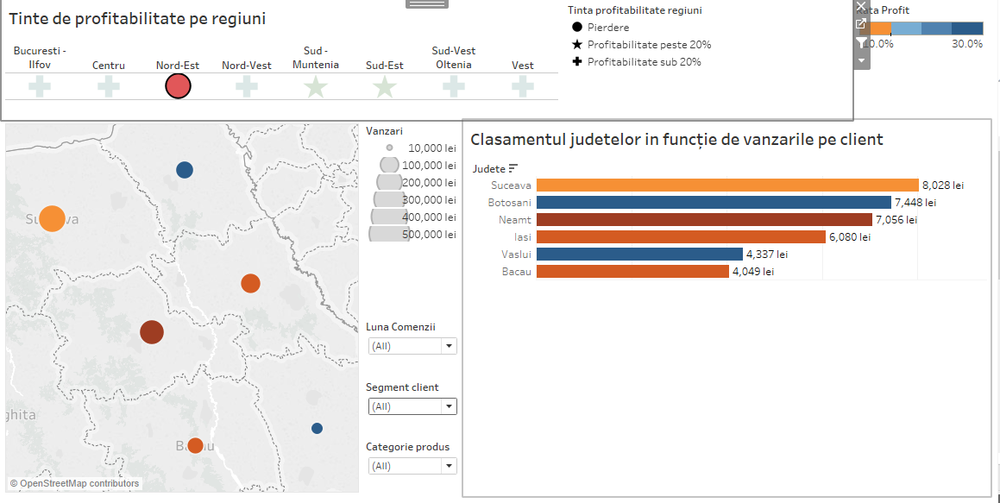 Tinte de profitabilitate pe regiuni
Bucuresti -
Ilfov
Centru
Nord-Est
Nord-Vest
Sud -
Muntenia
Sud-Est
Sud-Vest
Oltenia
Vest
Tinta profitabilitate regiuni
Pierdere
Profitabilitate peste 20%
Profitabilitate sub 20%
Rata Profit
10.0%
30.0%
Vanzari
10,000 lei
100,000 lei
200,000 lei
300,000 lei
400,000 lei
500,000 lei
Luna Comenzii
(All)
Segment client
(All)
Categorie produs
(All)
ghita
© OpenStreetMap contributors
Clasamentul judetelor in funcție de vanzarile pe client
Judete
Suceava 8,028 lei
Botosani 7,448 lei
Neamt 7,056 lei
Iasi 6,080 lei
Vaslui 4,337 lei
Bacau 4,049 lei